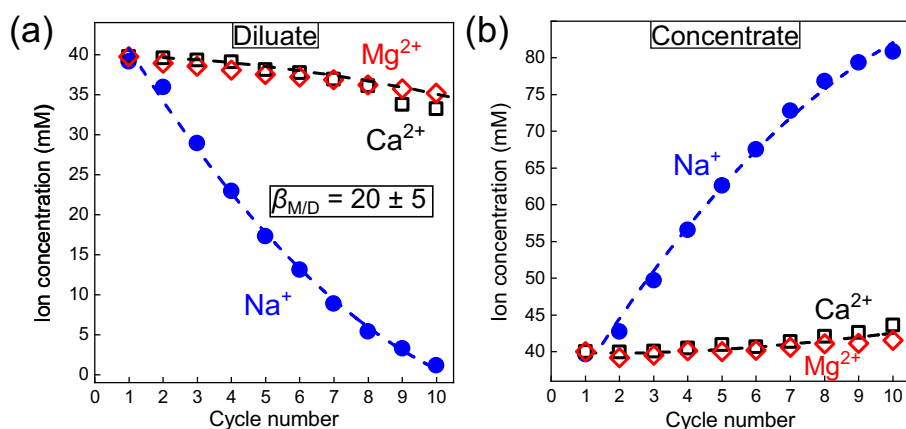 (a)
Diluate
Mg²⁺
Ca²⁺
β_M/D = 20 ± 5
Na⁺
Ion concentration (mM)
40
35
30
25
20
15
10
5
0
0 1 2 3 4 5 6 7 8 9 10
Cycle number
(b)
Concentrate
Na⁺
Ca²⁺
Mg²⁺
Ion concentration (mM)
80
75
70
65
60
55
50
45
40
0 1 2 3 4 5 6 7 8 9 10
Cycle number